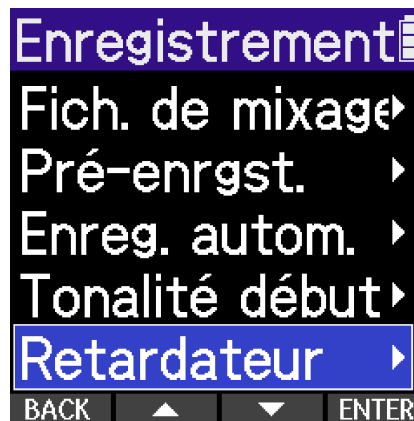 Enregistrement
Fich. de mixage
Pré-enrgst.
Enreg. autom.
Tonalité début
Retardateur
BACK ENTER